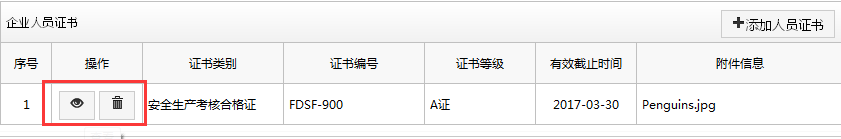 企业人员证书 添加人员证书
序号 操作 证书类别 证书编号 证书等级 有效截止时间 附件信息
1 安全生产考核合格证 FDSF-900 A证 2017-03-30 Penguins.jpg